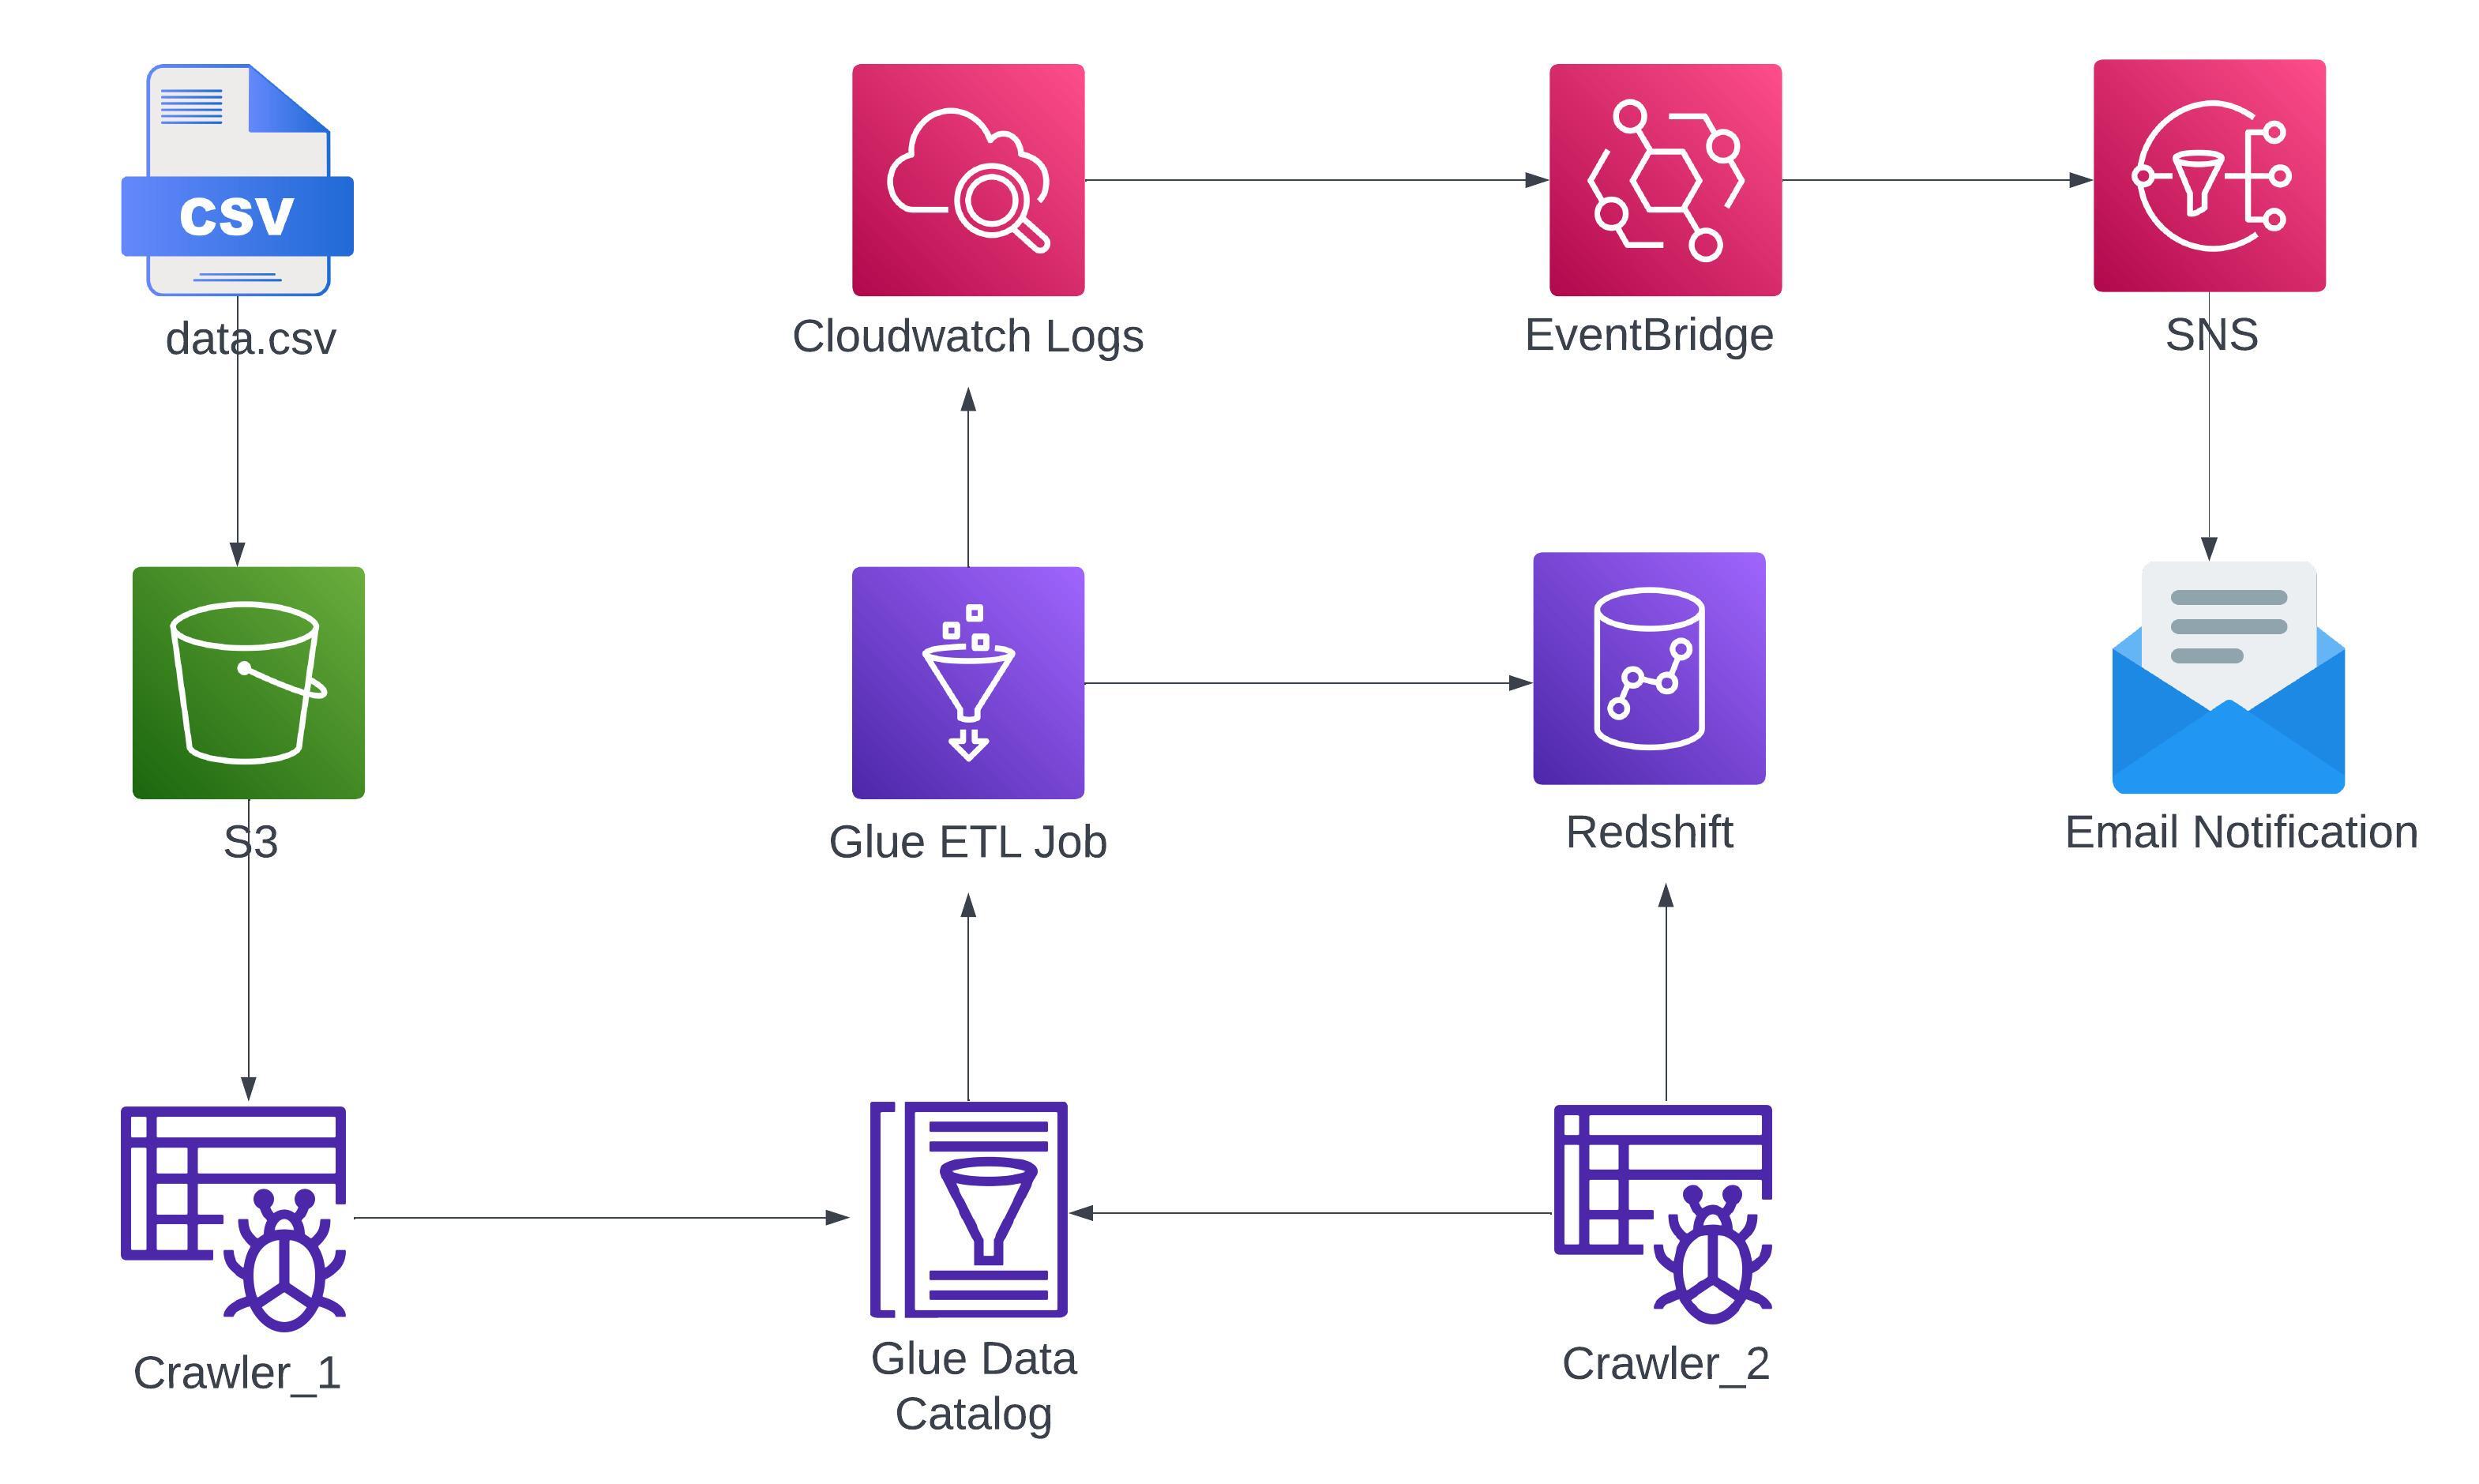 csv
data.csv
Cloudwatch Logs
EventBridge
SNS
S3
Glue ETL Job
Redshift
Email Notification
Crawler_1
Glue Data
Catalog
Crawler_2